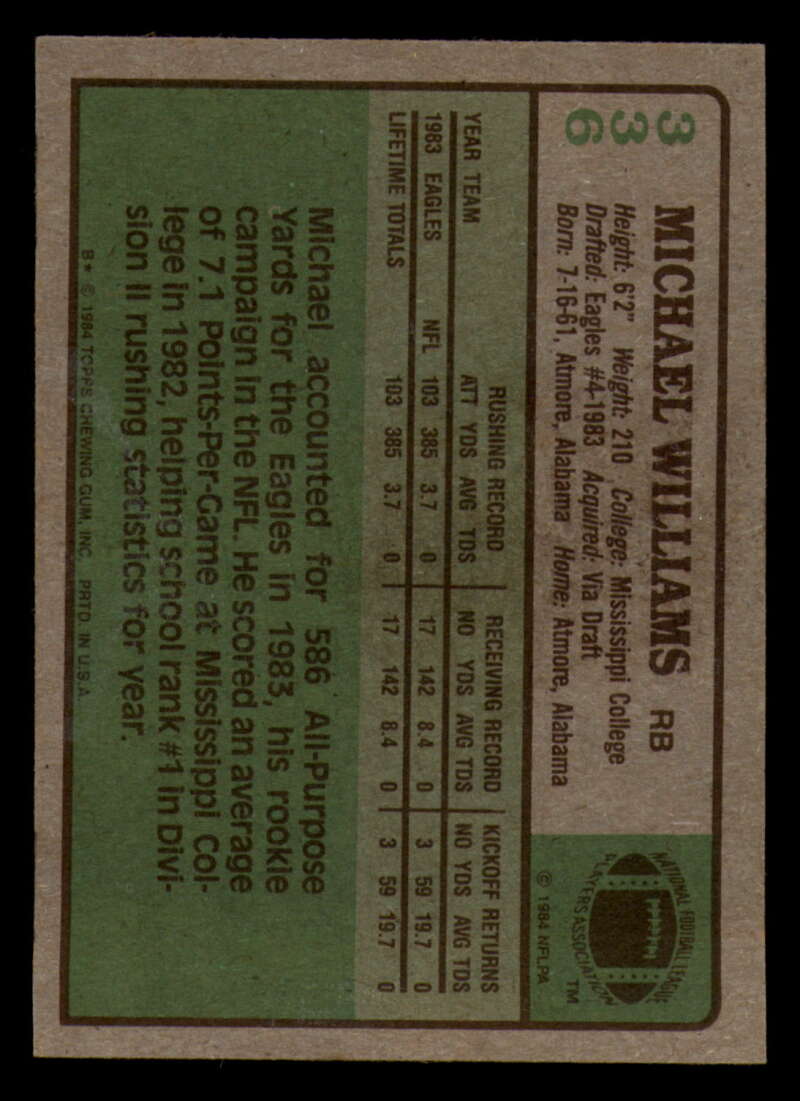 336
MICHAEL WILLIAMS RB
Height: 6'2" Weight: 210 College: Mississippi College
Drafted: Eagles #4-1983 Acquired: Via Draft
Born: 7-16-61, Atmore, Alabama Home: Atmore, Alabama
NATIONAL FOOTBALL LEAGUE
PLAYERS ASSOCIATION
TM
© 1984 NFLPA
RUSHING RECORD RECEIVING RECORD KICKOFF RETURNS
YEAR TEAM ATT YDS AVG TDS NO YDS AVG TDS NO YDS AVG TDS
1983 EAGLES NFL 103 385 3.7 0 17 142 8.4 0 3 59 19.7 0
LIFETIME TOTALS 103 385 3.7 0 17 142 8.4 0 3 59 19.7 0
Michael accounted for 586 All-Purpose
Yards for the Eagles in 1983, his rookie
campaign in the NFL. He scored an average
of 7.1 Points-Per-Game at Mississippi Col-
lege in 1982, helping school rank #1 in Divi-
sion II rushing statistics for year.
B* © 1984 TOPPS CHEWING GUM, INC. PRTD. IN U.S.A.